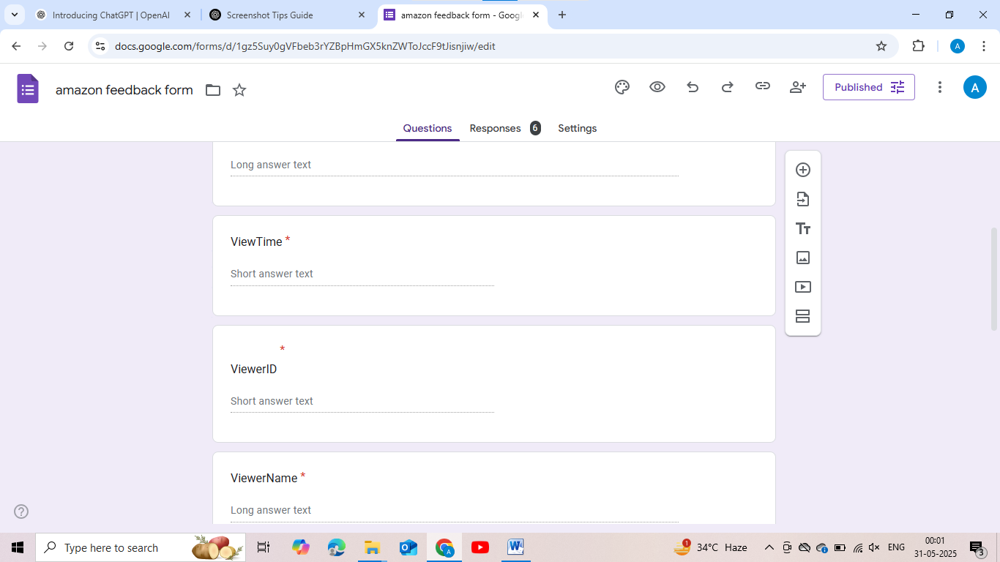 Introducing ChatGPT | OpenAI
Screenshot Tips Guide
amazon feedback form - Googl
docs.google.com/forms/d/1gz5Suy0gVFbeb3rYZBpHmGX5knZWToJccF9tJisnjiw/edit
A
amazon feedback form
Published
A
Questions
Responses 6
Settings
Long answer text
ViewTime *
Short answer text
*
ViewerID
Short answer text
ViewerName *
Long answer text
Type here to search
1
34°C Haze
ENG
00:01
31-05-2025
3